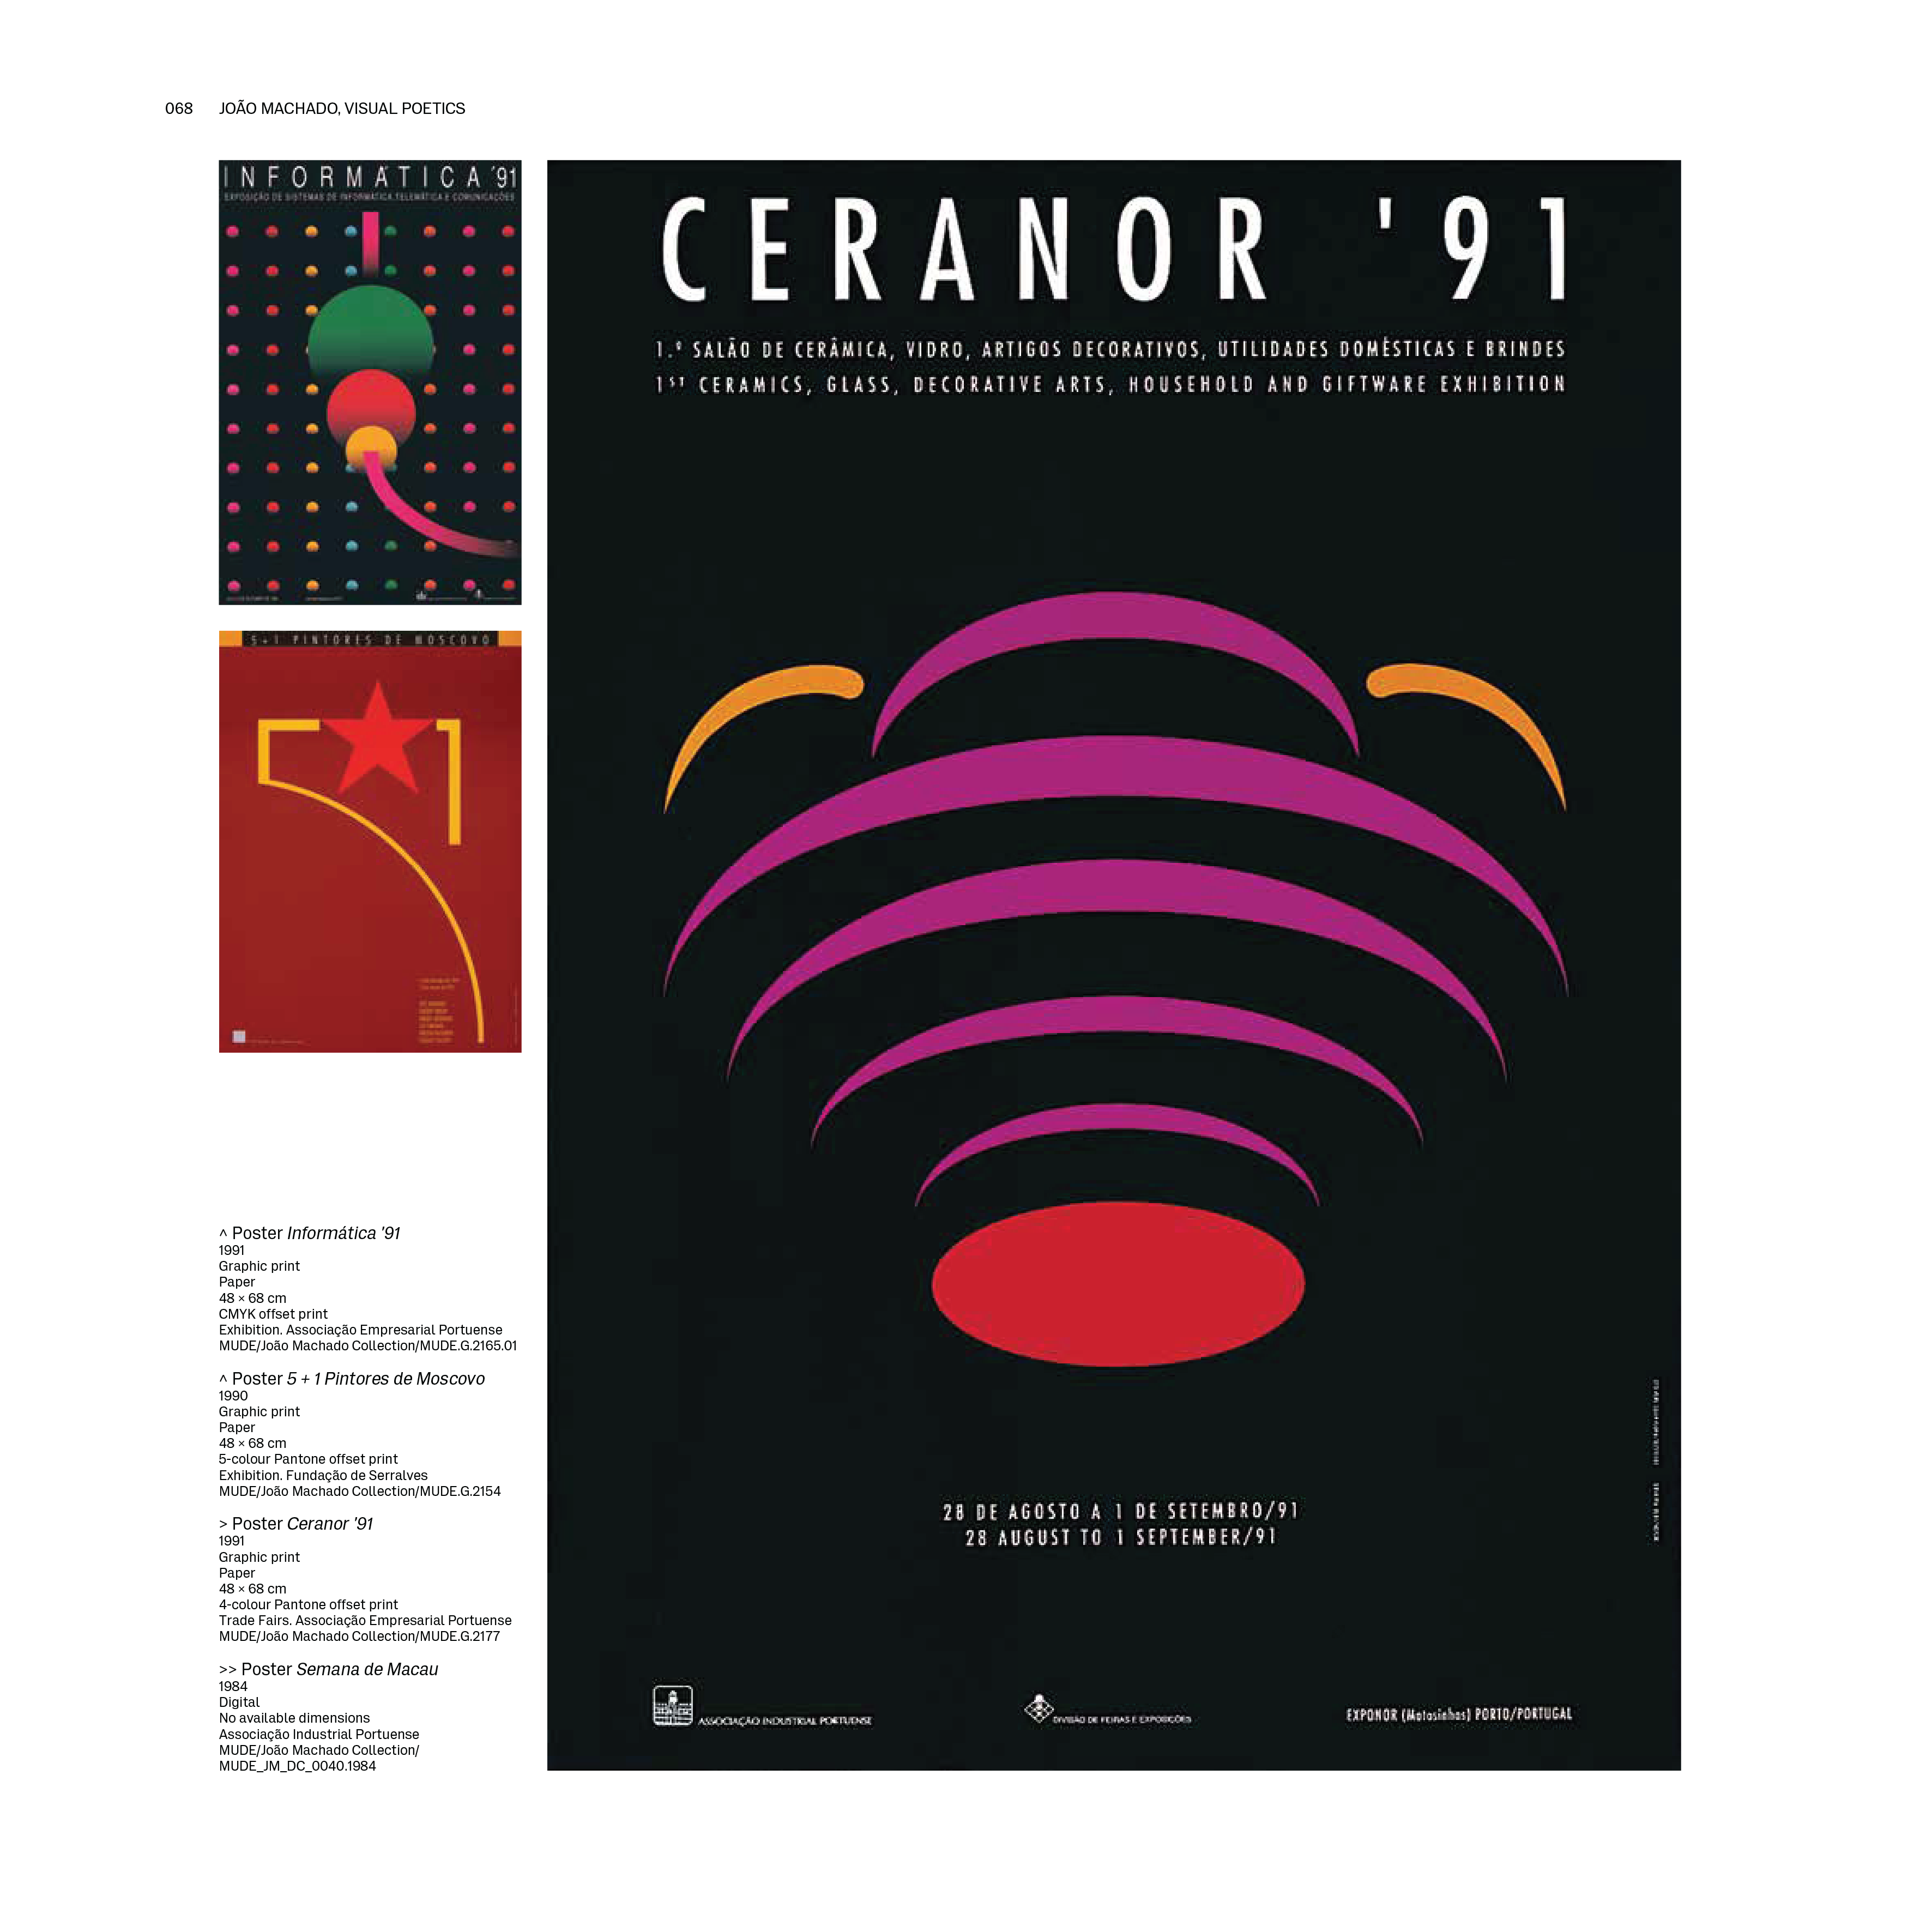 068 JOÃO MACHADO, VISUAL POETICS
INFORMÁTICA '91
EXPOSIÇÃO DE SISTEMAS DE INFORMÁTICA, TELEMÁTICA E COMUNICAÇÕES
5+1 PINTORES DE MOSCOVO
^ Poster Informática '91
1991
Graphic print
Paper
48 × 68 cm
CMYK offset print
Exhibition. Associação Empresarial Portuense
MUDE/João Machado Collection/MUDE.G.2165.01
^ Poster 5 + 1 Pintores de Moscovo
1990
Graphic print
Paper
48 × 68 cm
5-colour Pantone offset print
Exhibition. Fundação de Serralves
MUDE/João Machado Collection/MUDE.G.2154
> Poster Ceranor '91
1991
Graphic print
Paper
48 × 68 cm
4-colour Pantone offset print
Trade Fairs. Associação Empresarial Portuense
MUDE/João Machado Collection/MUDE.G.2177
>> Poster Semana de Macau
1984
Digital
No available dimensions
Associação Industrial Portuense
MUDE/João Machado Collection/
MUDE_JM_DC_0040.1984
CERANOR '91
1.º SALÃO DE CERÂMICA, VIDRO, ARTIGOS DECORATIVOS, UTILIDADES DOMÉSTICAS E BRINDES
1ST CERAMICS, GLASS, DECORATIVE ARTS, HOUSEHOLD AND GIFTWARE EXHIBITION
28 DE AGOSTO A 1 DE SETEMBRO/91
28 AUGUST TO 1 SEPTEMBER/91
ASSOCIAÇÃO INDUSTRIAL PORTUENSE
DIVISÃO DE FEIRAS E EXPOSIÇÕES
EXPONOR (Matosinhos) PORTO/PORTUGAL